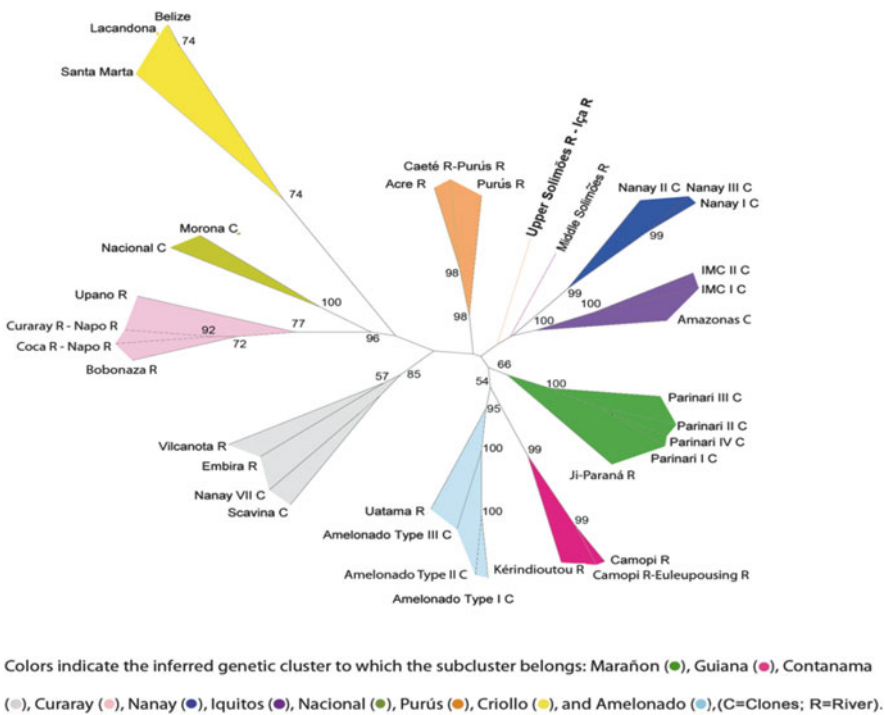 Belize
Lacandona
74
Santa Marta
74
Caeté R-Purús R
Acre R
Purús R
Upper Solimões R - Iça R
Middle Solimões R
Nanay II C
Nanay III C
Nanay I C
99
Morona C
Nacional C
98
IMC II C
99
IMC I C
100
Upano R
100
98
100
Amazonas C
Curaray R - Napo R
92
77
96
Coca R - Napo R
72
Bobonaza R
66
57
85
54
100
Parinari III C
95
Parinari II C
Vilcanota R
100
99
Parinari IV C
Parinari I C
Embira R
Ji-Paraná R
Nanay VII C
Scavina C
Uatama R
100
99
Amelonado Type III C
Camopi R
Kérindioutou R
Camopi R-Euleupousing R
Amelonado Type II C
Amelonado Type I C
Colors indicate the inferred genetic cluster to which the subcluster belongs: Marañon (●), Guiana (●), Contanama
(●), Curaray (●), Nanay (●), Iquitos (●), Nacional (●), Purús (●), Criollo (●), and Amelonado (●),(C=Clones; R=River).